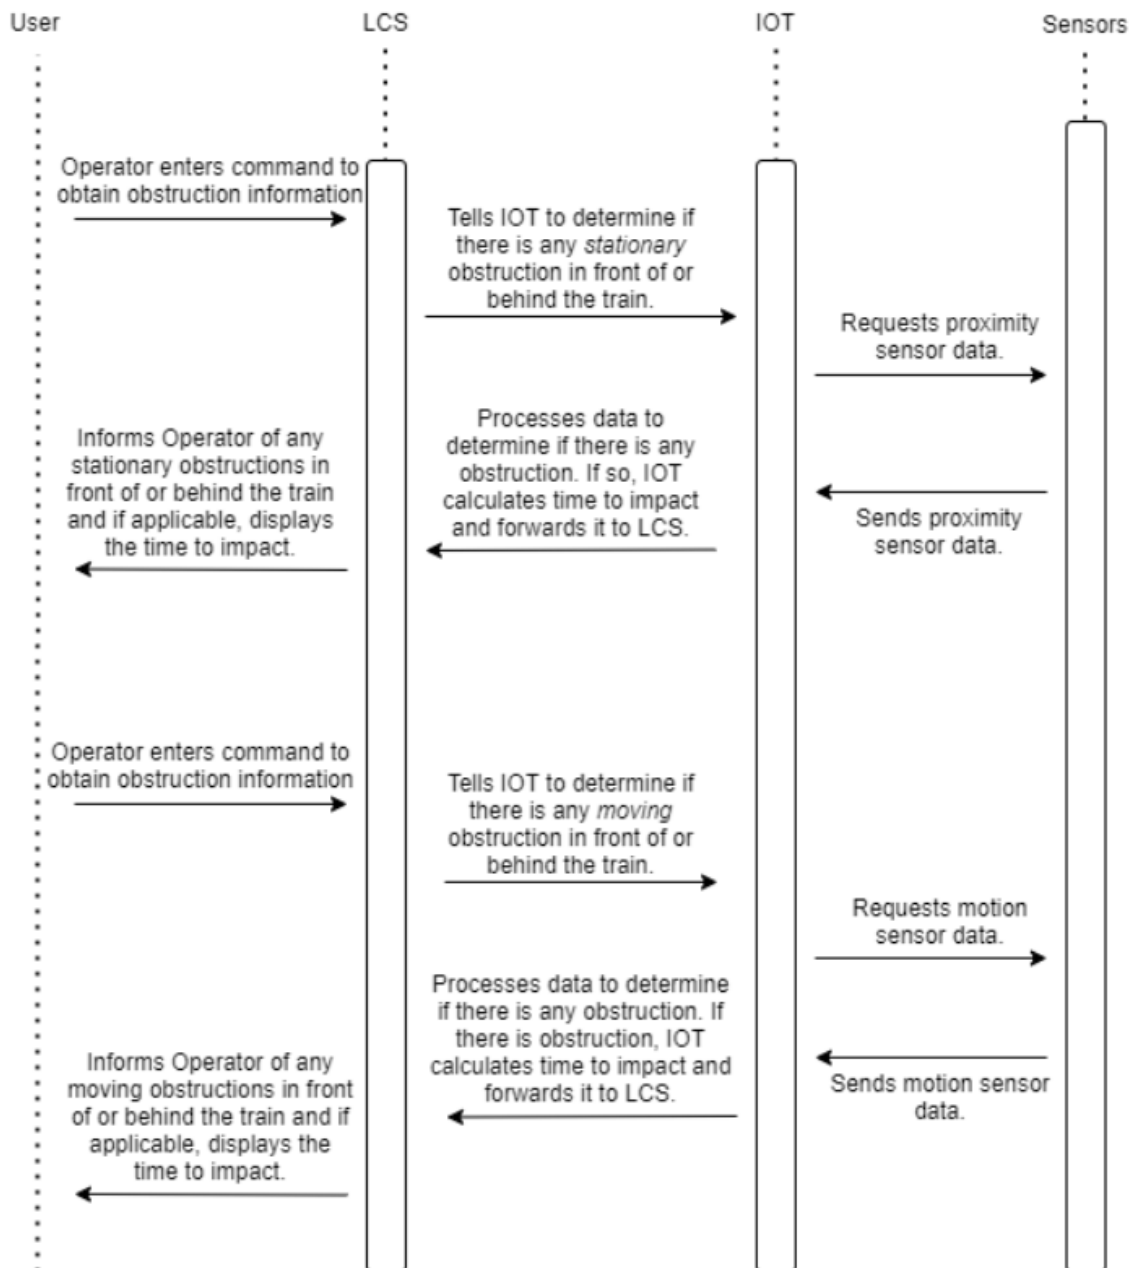 User
LCS
IOT
Sensors
Operator enters command to
obtain obstruction information
Tells IOT to determine if
there is any stationary
obstruction in front of or
behind the train.
Requests proximity
sensor data.
Processes data to
determine if there is any
obstruction. If so, IOT
calculates time to impact
and forwards it to LCS.
Informs Operator of any
stationary obstructions in
front of or behind the train
and if applicable, displays
the time to impact.
Sends proximity
sensor data.
Operator enters command to
obtain obstruction information
Tells IOT to determine if
there is any moving
obstruction in front of or
behind the train.
Requests motion
sensor data.
Processes data to determine
if there is any obstruction. If
there is obstruction, IOT
calculates time to impact and
forwards it to LCS.
Informs Operator of any
moving obstructions in front
of or behind the train and if
applicable, displays the
time to impact.
Sends motion sensor
data.